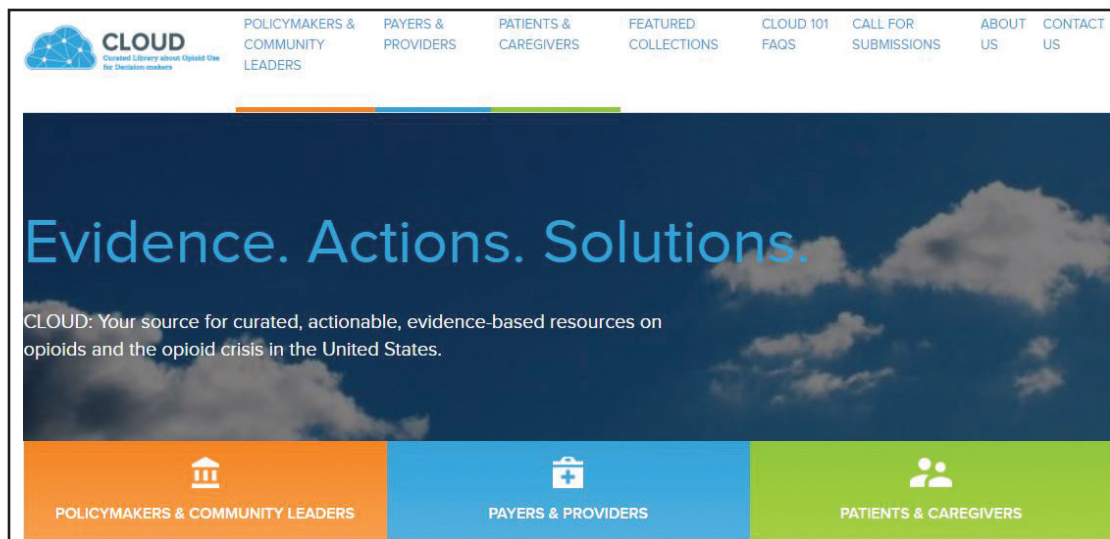 CLOUD
Curated Library about Opioid Use
for Decision-makers
POLICYMAKERS &
COMMUNITY
LEADERS
PAYERS &
PROVIDERS
PATIENTS &
CAREGIVERS
FEATURED
COLLECTIONS
CLOUD 101
FAQS
CALL FOR
SUBMISSIONS
ABOUT
US
CONTACT
US
Evidence. Actions. Solutions.
CLOUD: Your source for curated, actionable, evidence-based resources on
opioids and the opioid crisis in the United States.
POLICYMAKERS & COMMUNITY LEADERS
PAYERS & PROVIDERS
PATIENTS & CAREGIVERS